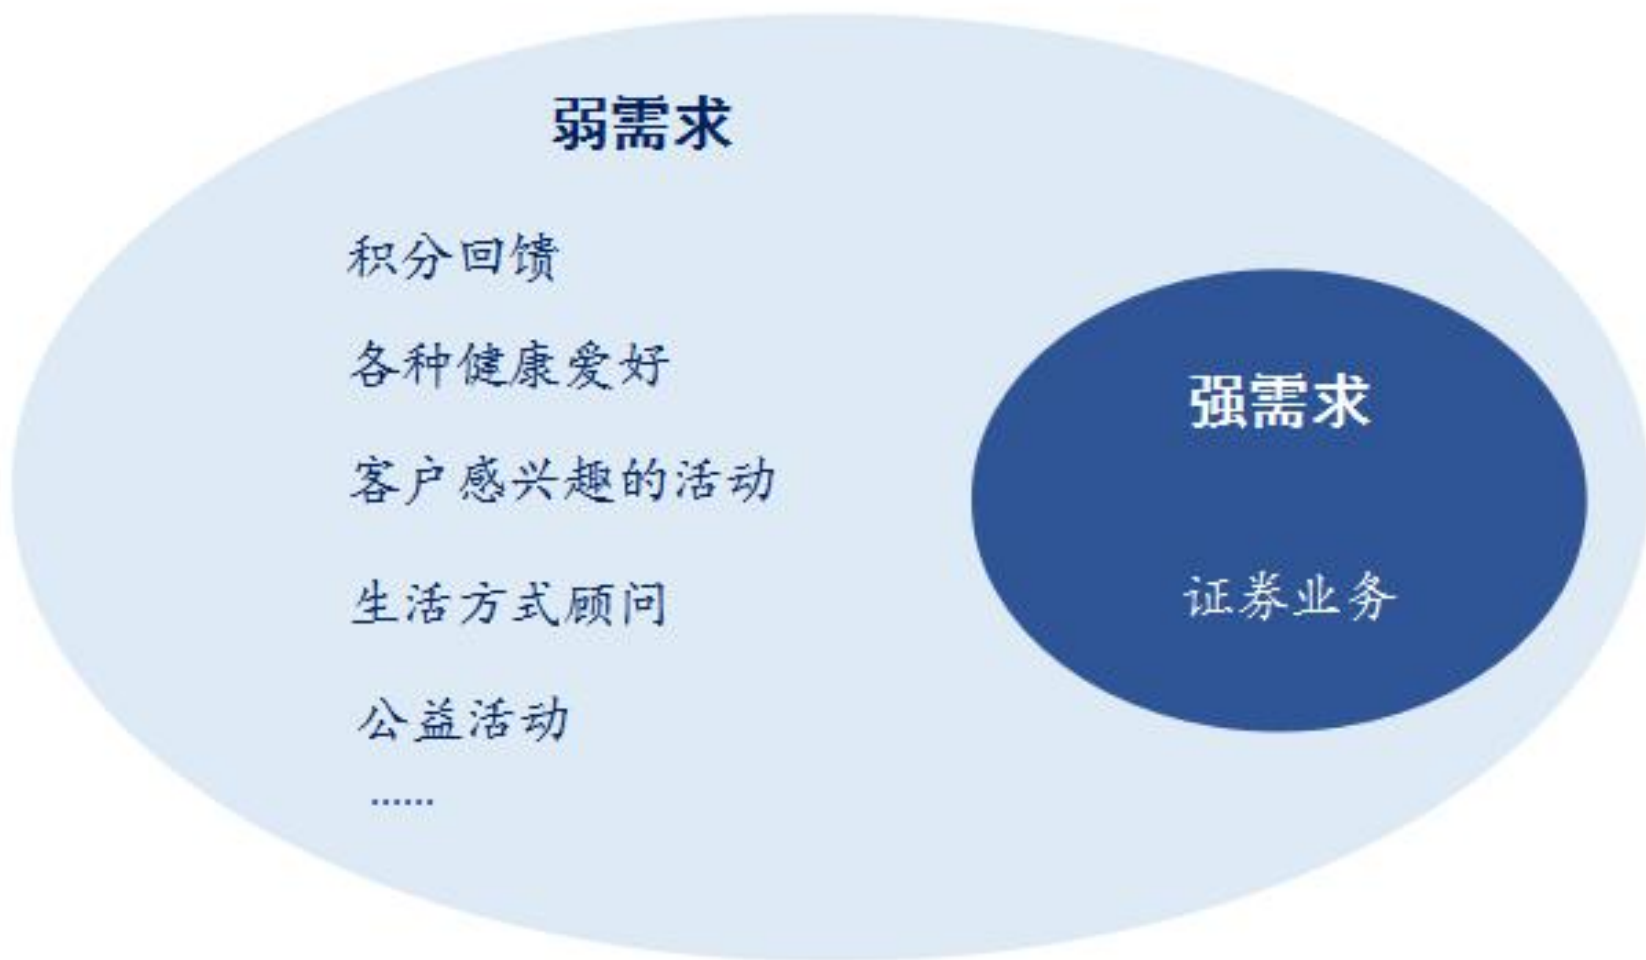 弱需求
积分回馈
各种健康爱好
客户感兴趣的活动
生活方式顾问
公益活动
......
强需求
证券业务